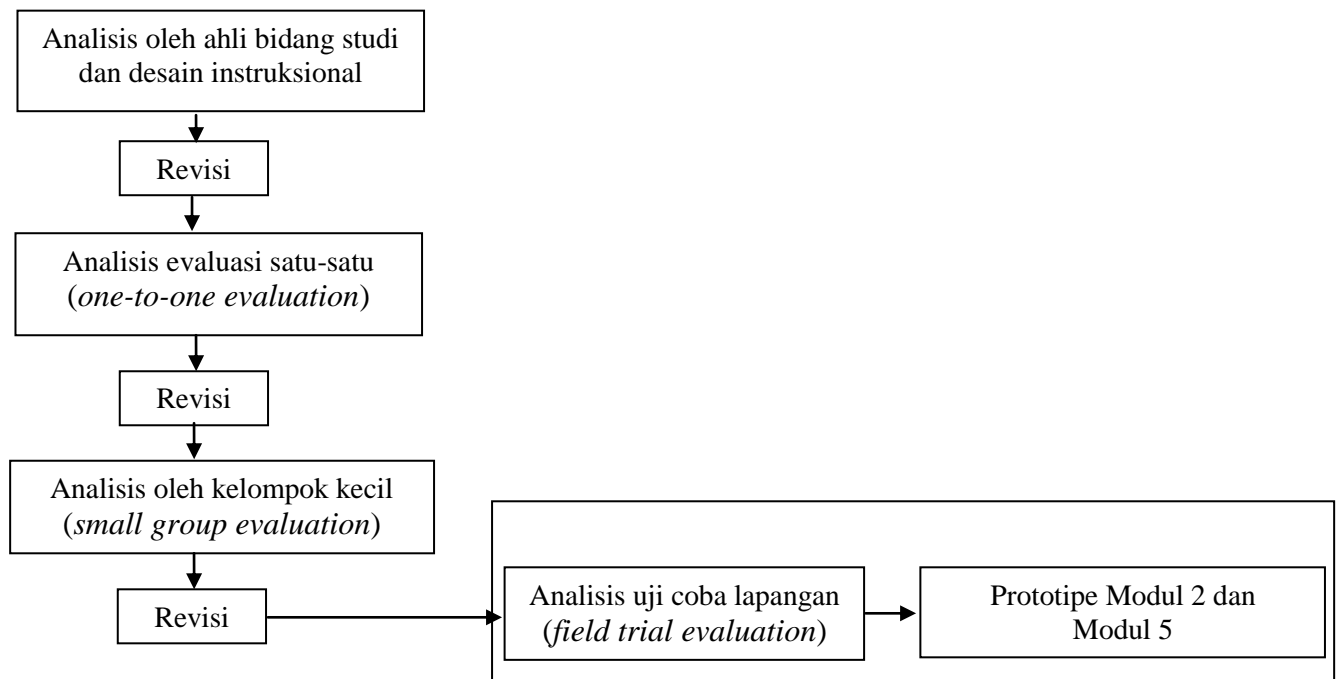 Analisis oleh ahli bidang studi
dan desain instruksional
Revisi
Analisis evaluasi satu-satu
(one-to-one evaluation)
Revisi
Analisis oleh kelompok kecil
(small group evaluation)
Revisi
Analisis uji coba lapangan
(field trial evaluation)
Prototipe Modul 2 dan
Modul 5